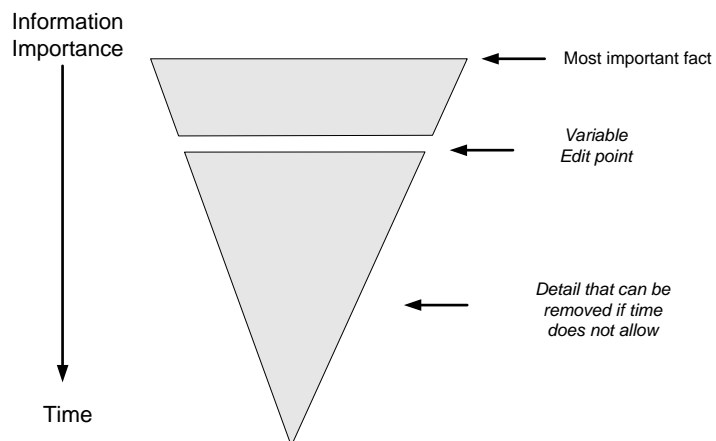 Information
Importance
Most important fact
Variable
Edit point
Detail that can be
removed if time
does not allow
Time